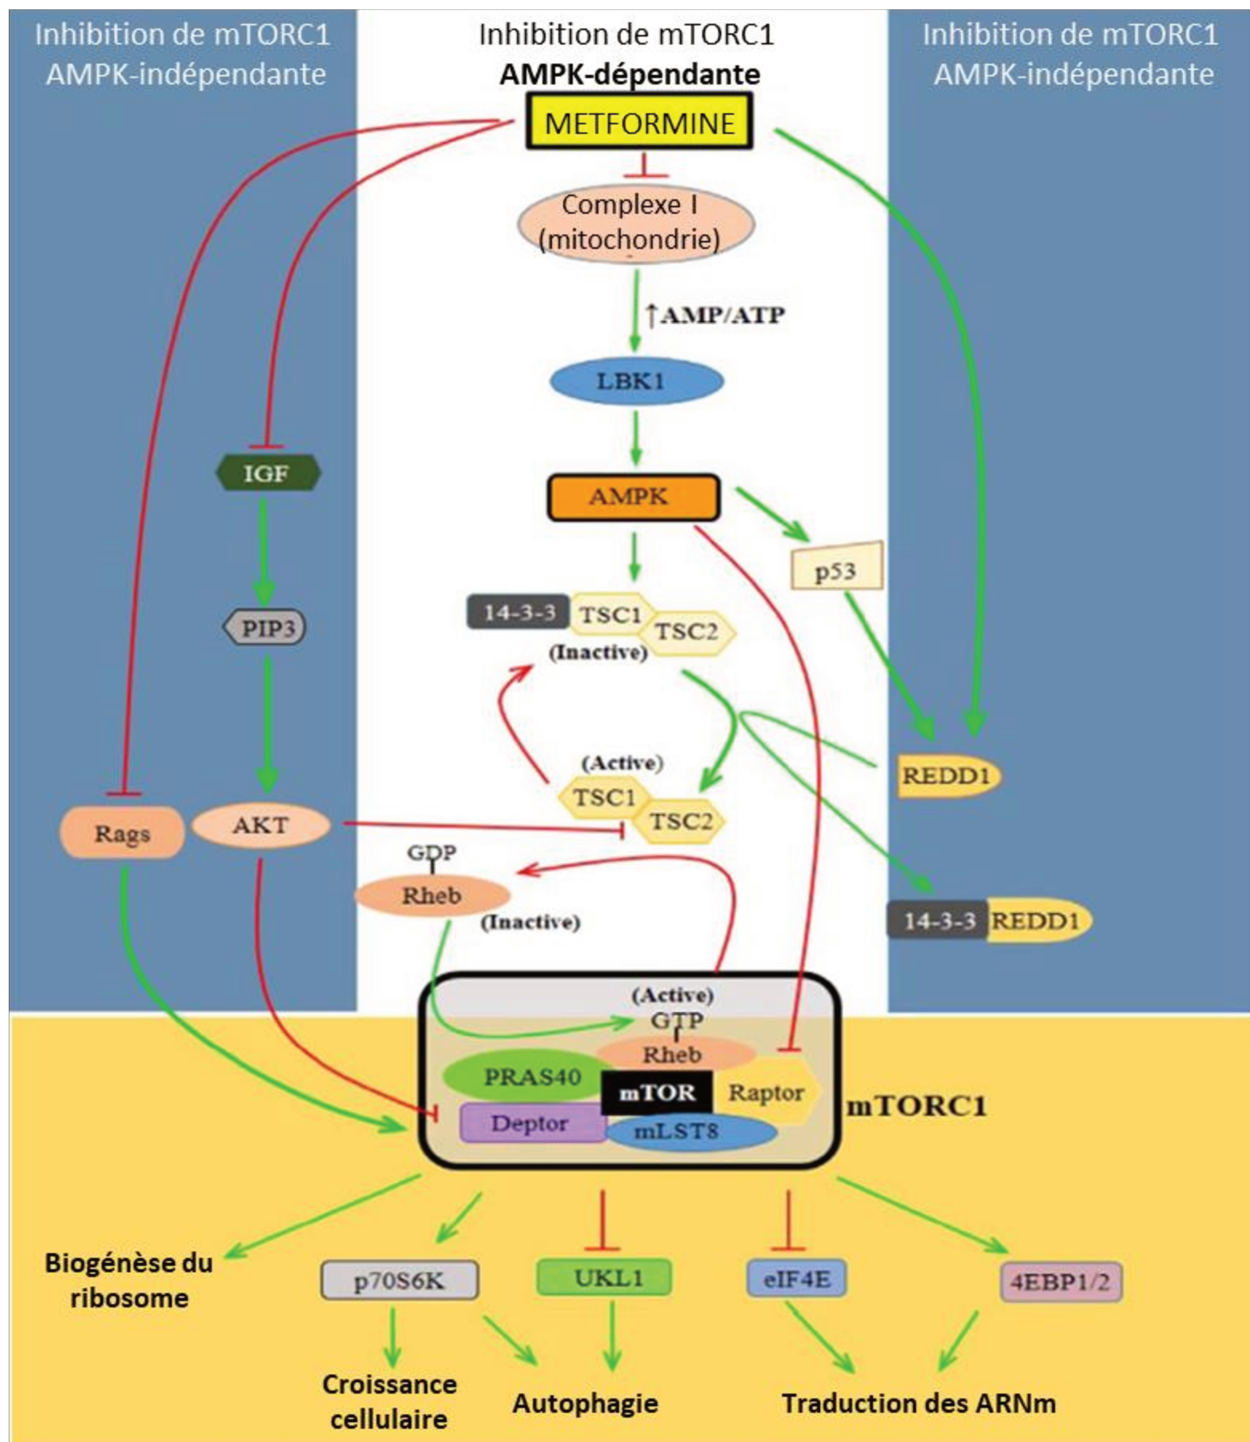 Inhibition de mTORC1
AMPK-indépendante
Inhibition de mTORC1
AMPK-dépendante
Inhibition de mTORC1
AMPK-indépendante
METFORMINE
Complexe I
(mitochondrie)
↑AMP/ATP
LBK1
IGF
AMPK
p53
14-3-3
TSC1
TSC2
(Inactive)
PIP3
(Active)
TSC1
TSC2
REDD1
Rags
AKT
GDP
Rheb
(Inactive)
14-3-3
REDD1
(Active)
GTP
Rheb
PRAS40
mTOR
Raptor
Deptor
mLST8
mTORC1
Biogénèse du
ribosome
p70S6K
UKL1
eIF4E
4EBP1/2
Croissance
cellulaire
Autophagie
Traduction des ARNm